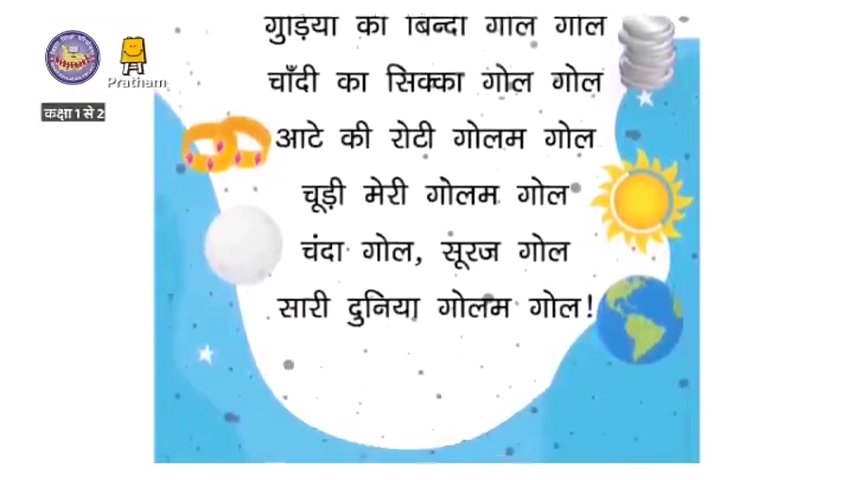 Pratham
कक्षा 1 से 2
गुड़िया की बिन्दी गोल गोल
चाँदी का सिक्का गोल गोल
आटे की रोटी गोलम गोल
चूड़ी मेरी गोलम गोल
चंदा गोल, सूरज गोल
सारी दुनिया गोलम गोल!